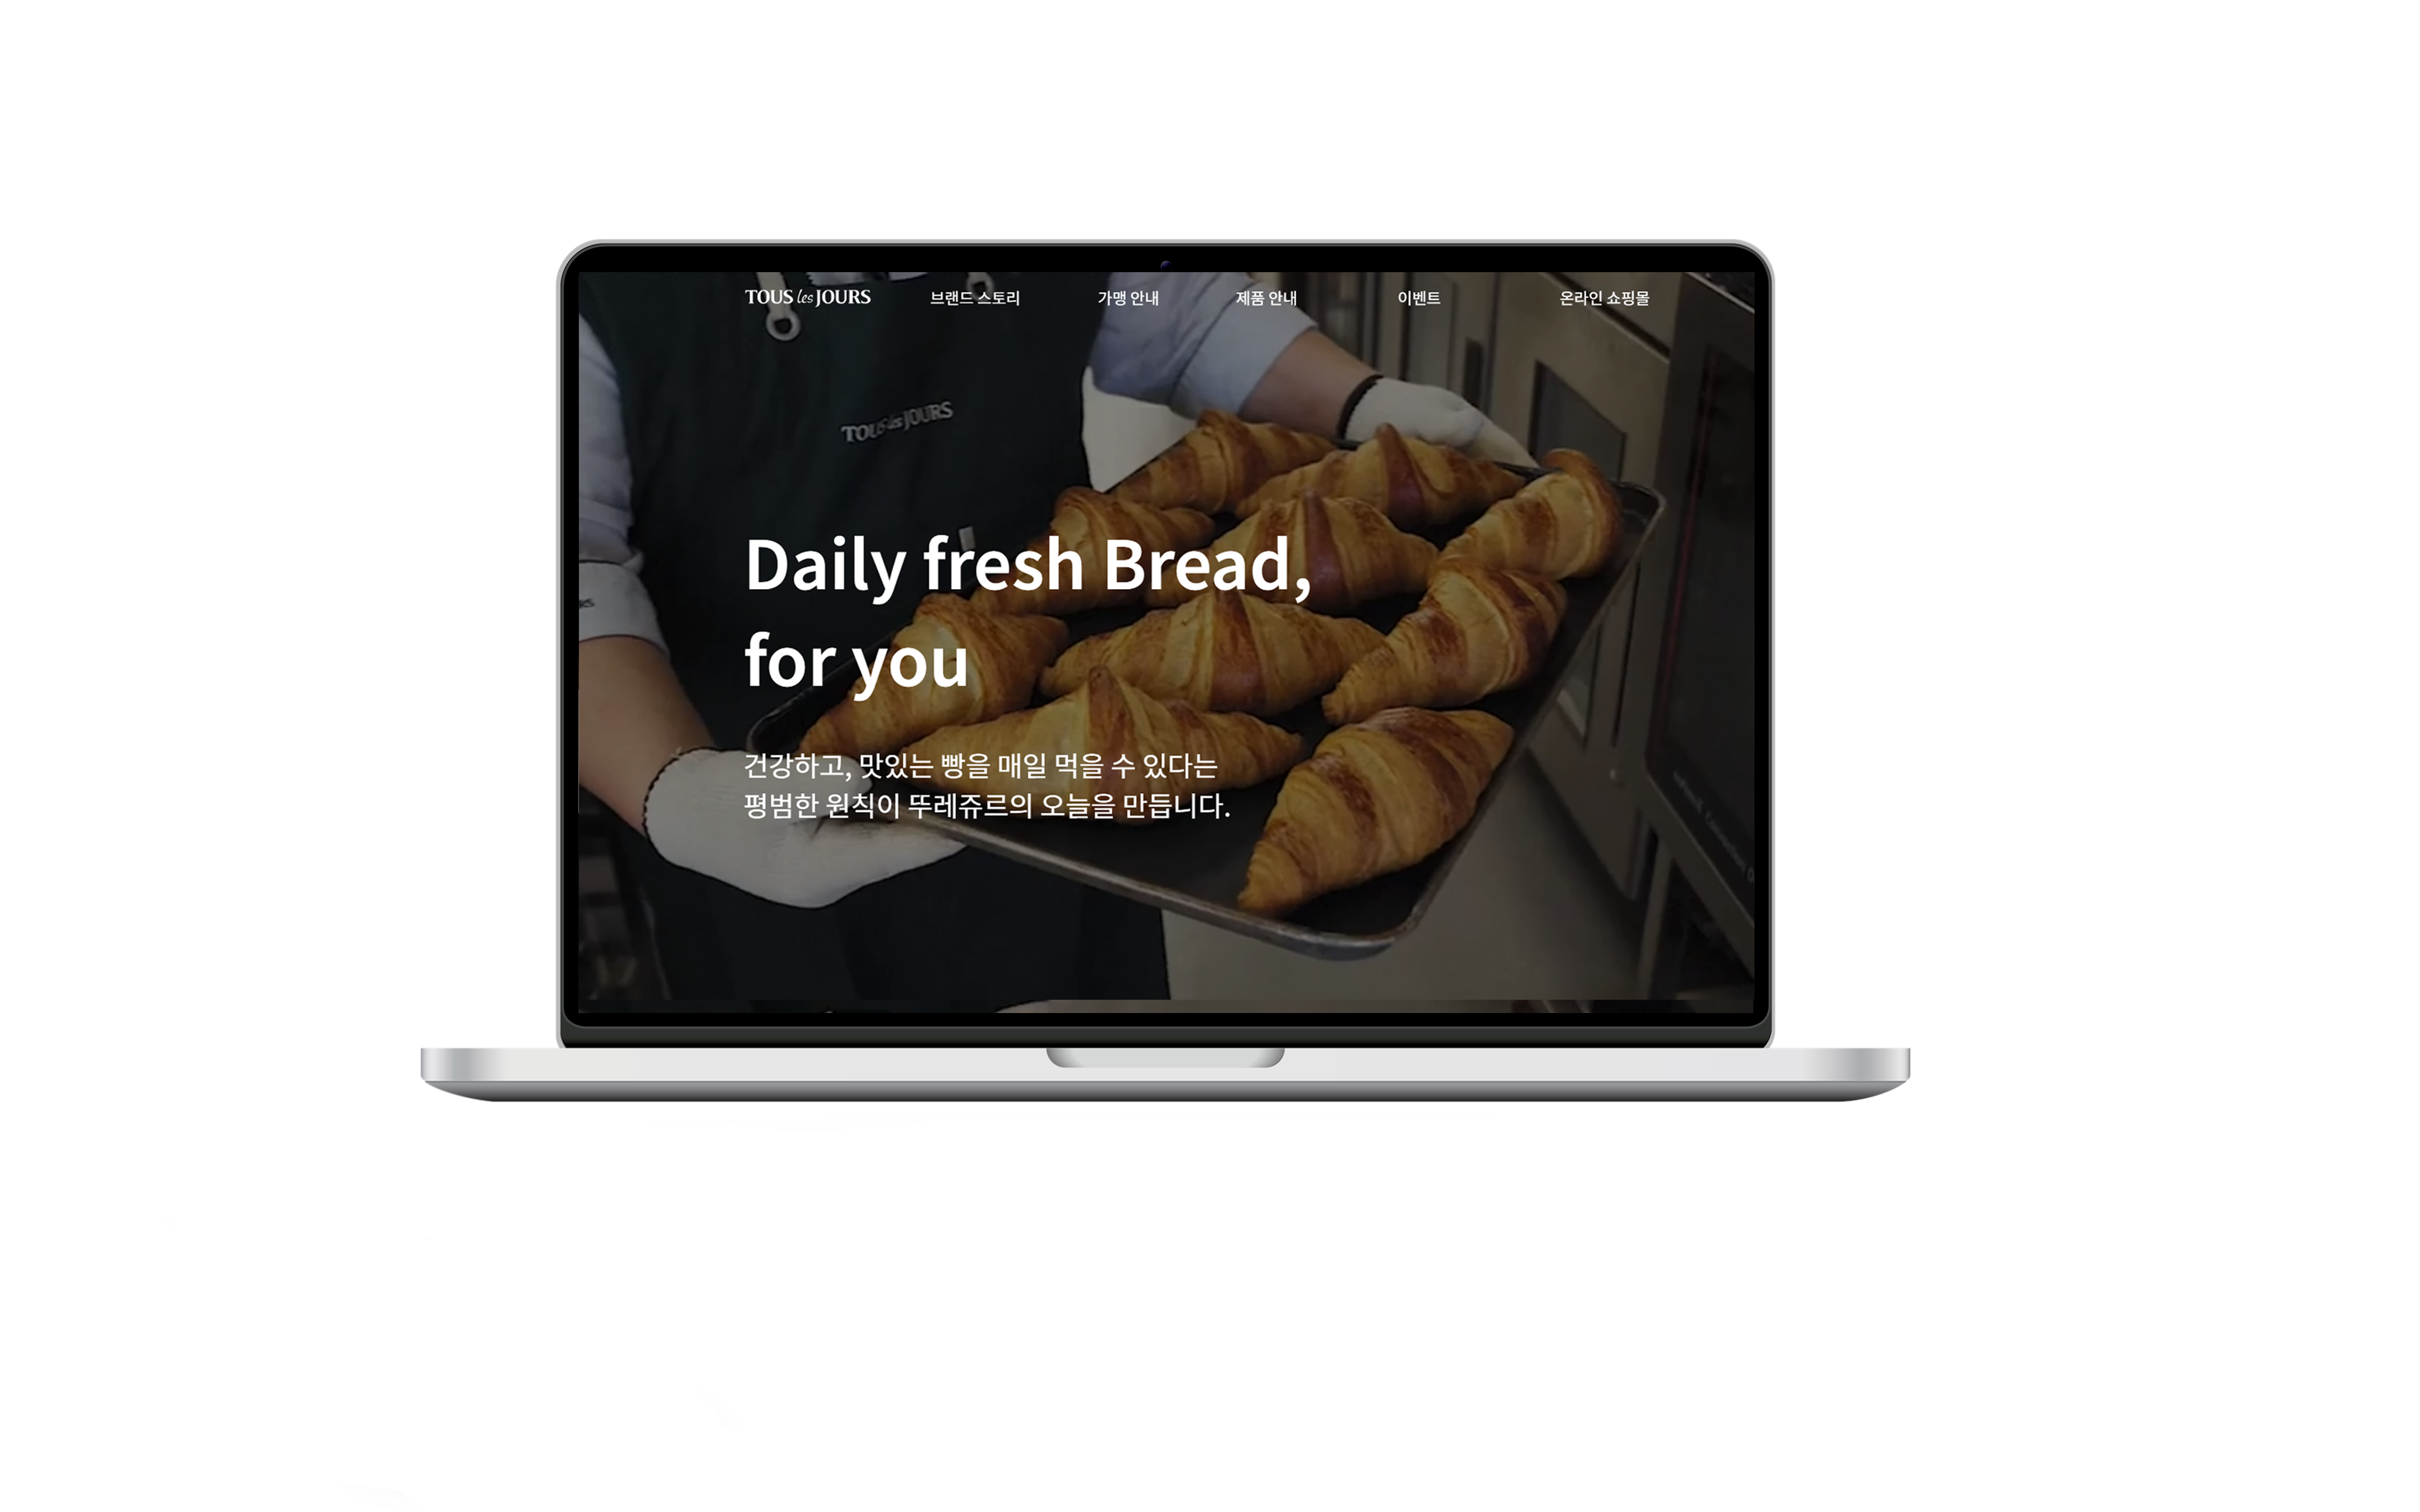 TOUS les JOURS
브랜드 스토리
가맹 안내
제품 안내
이벤트
온라인 쇼핑몰
TOUS les JOURS
Daily fresh Bread,
for you
건강하고, 맛있는 빵을 매일 먹을 수 있다는
평범한 원칙이 뚜레쥬르의 오늘을 만듭니다.